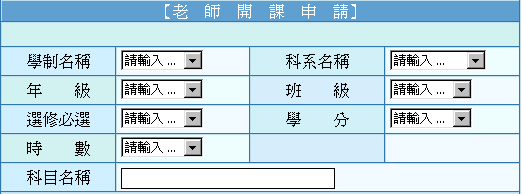 【老 師 開 課 申 請】
學制名稱 請輸入 ... 科系名稱 請輸入 ...
年 級 請輸入 ... 班 級 請輸入 ...
選修必選 請輸入 ... 學 分 請輸入 ...
時 數 請輸入 ...
科目名稱